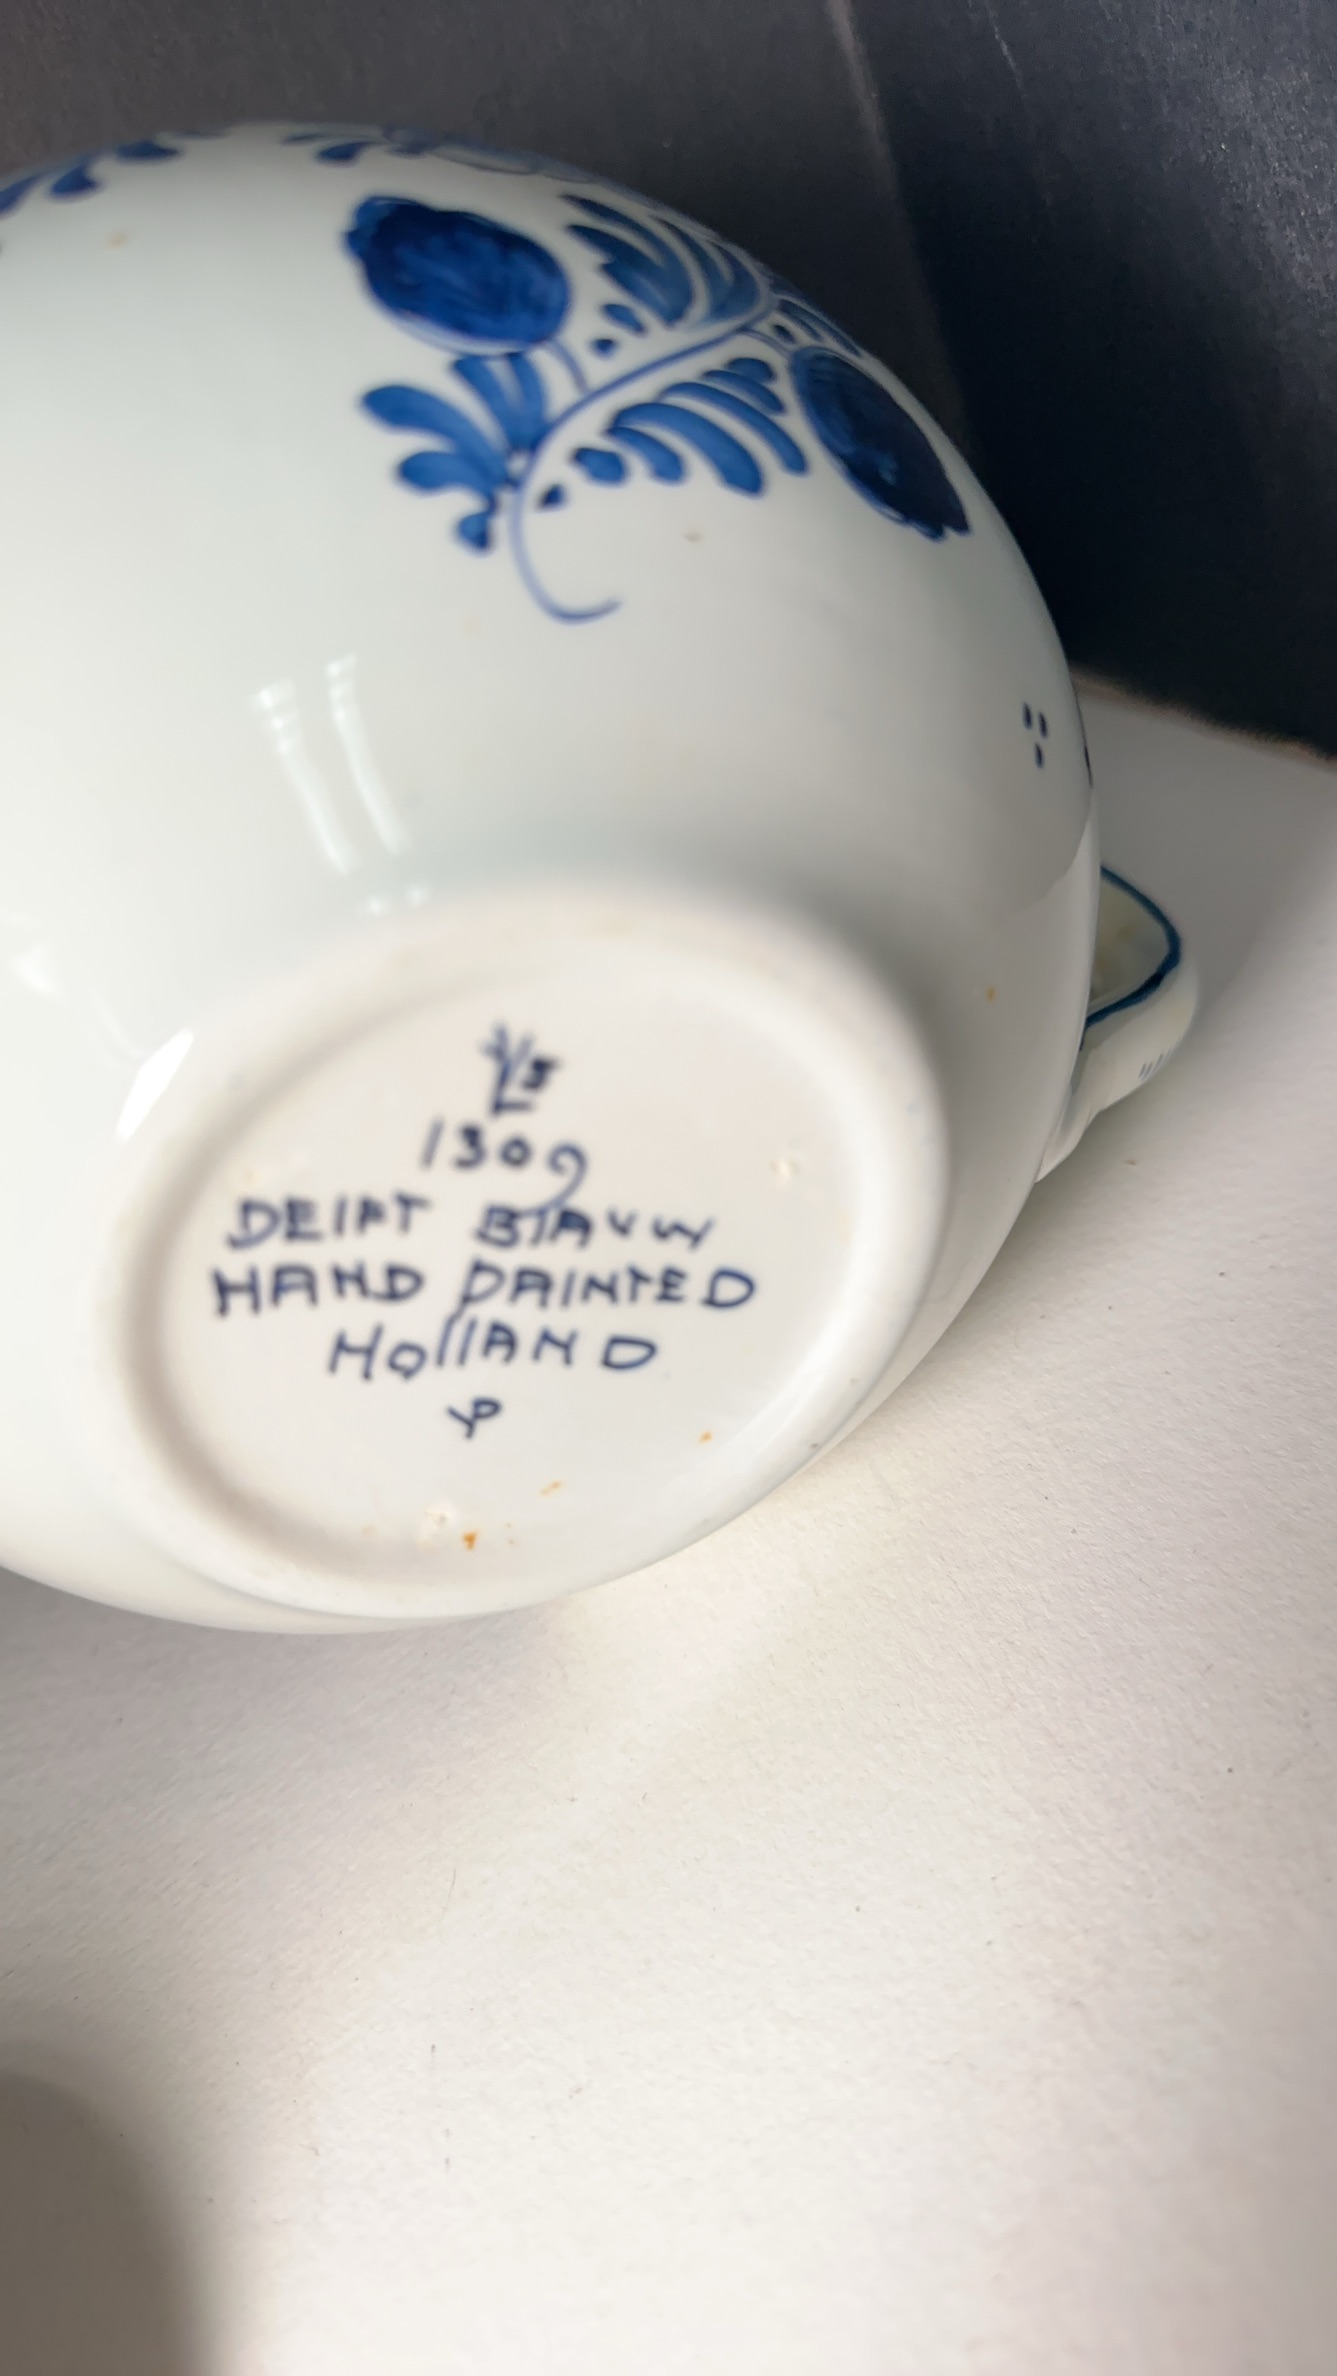 1309
DElFT BlAUW
HAND PAINTED
HOllAND